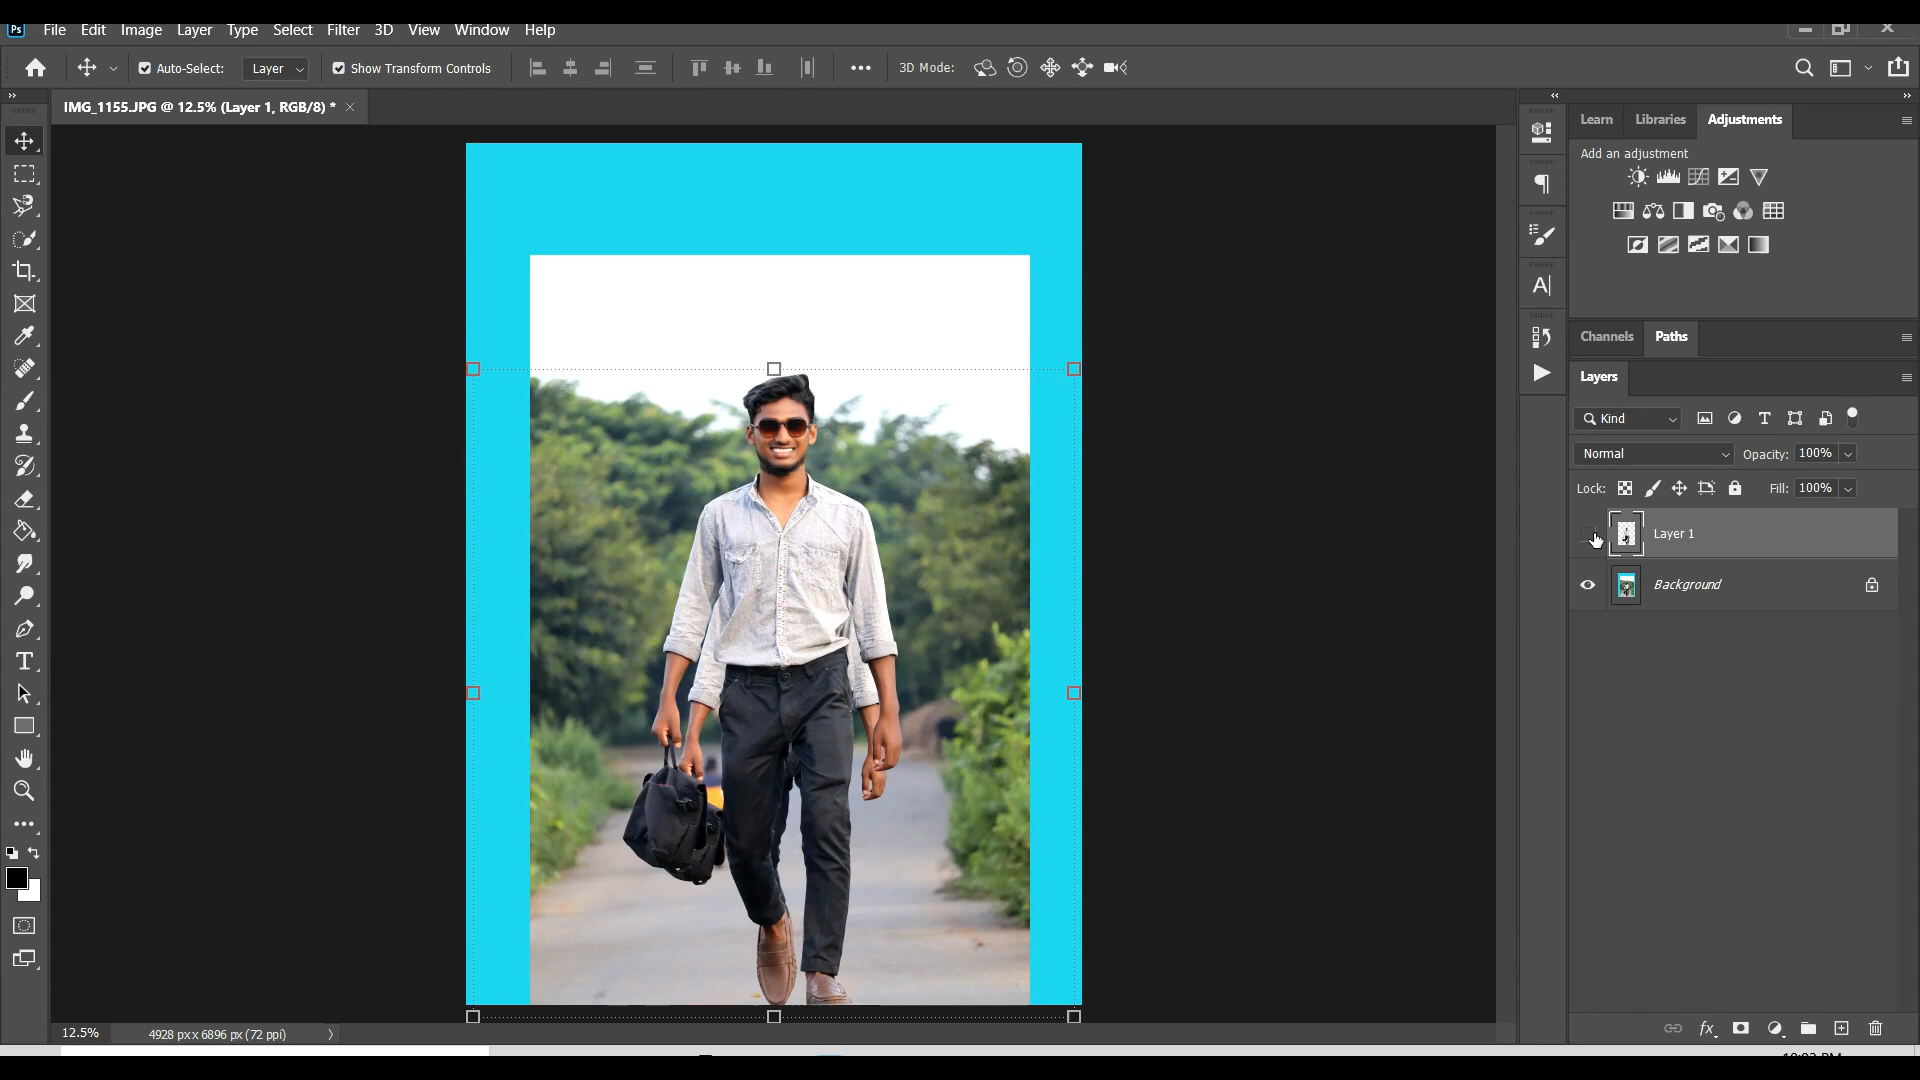 Ps File Edit Image Layer Type Select Filter 3D View Window Help
Auto-Select: Layer Show Transform Controls 3D Mode:
IMG_1155.JPG @ 12.5% (Layer 1, RGB/8) *
Learn Libraries Adjustments
Add an adjustment
Channels Paths
Layers
Kind
Normal Opacity: 100%
Lock: Fill: 100%
Layer 1
Background
12.5% 4928 px x 6896 px (72 ppi)